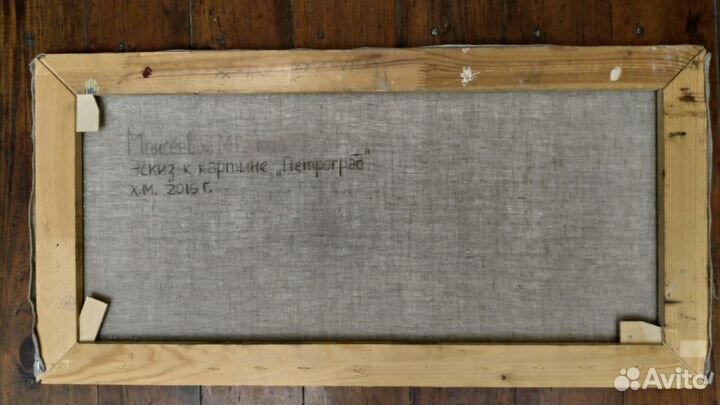 Эскиз к картине „Петроград"
х.м. 2016 г.
Avito